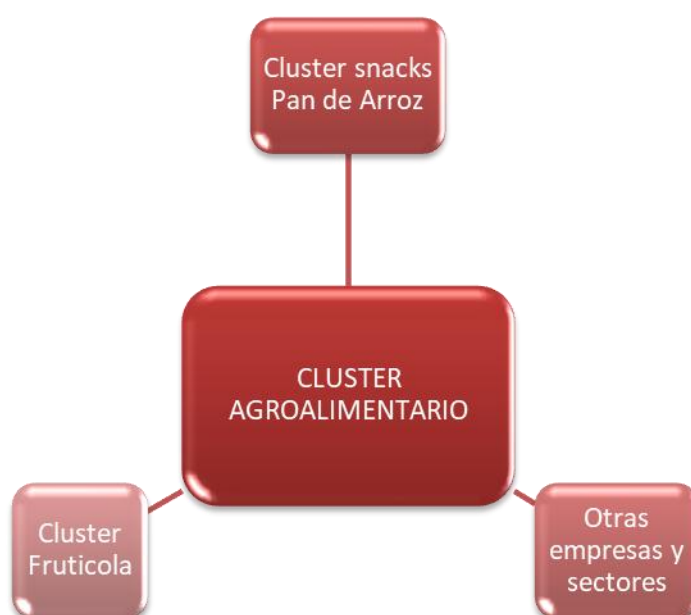 Cluster snacks
Pan de Arroz
CLUSTER
AGROALIMENTARIO
Cluster
Fruticola
Otras
empresas y
sectores